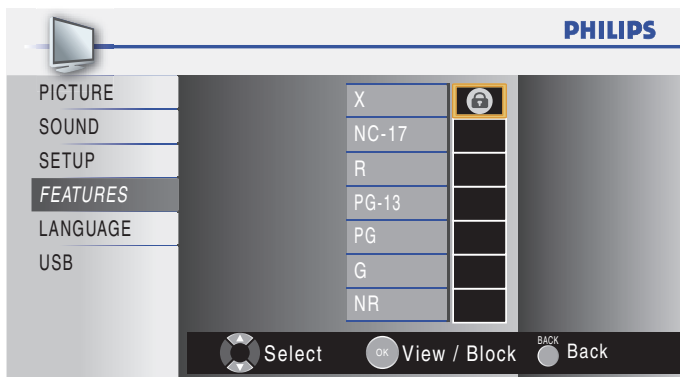 PHILIPS
PICTURE
SOUND
SETUP
FEATURES
LANGUAGE
USB
X
NC-17
R
PG-13
PG
G
NR
Select
OK View / Block
BACK Back